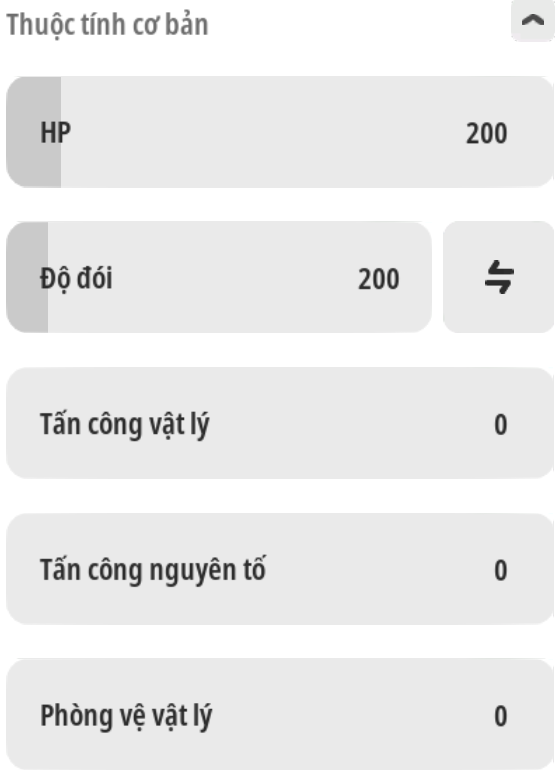 Thuộc tính cơ bản
HP 200
Độ đói 200
Tấn công vật lý 0
Tấn công nguyên tố 0
Phòng vệ vật lý 0